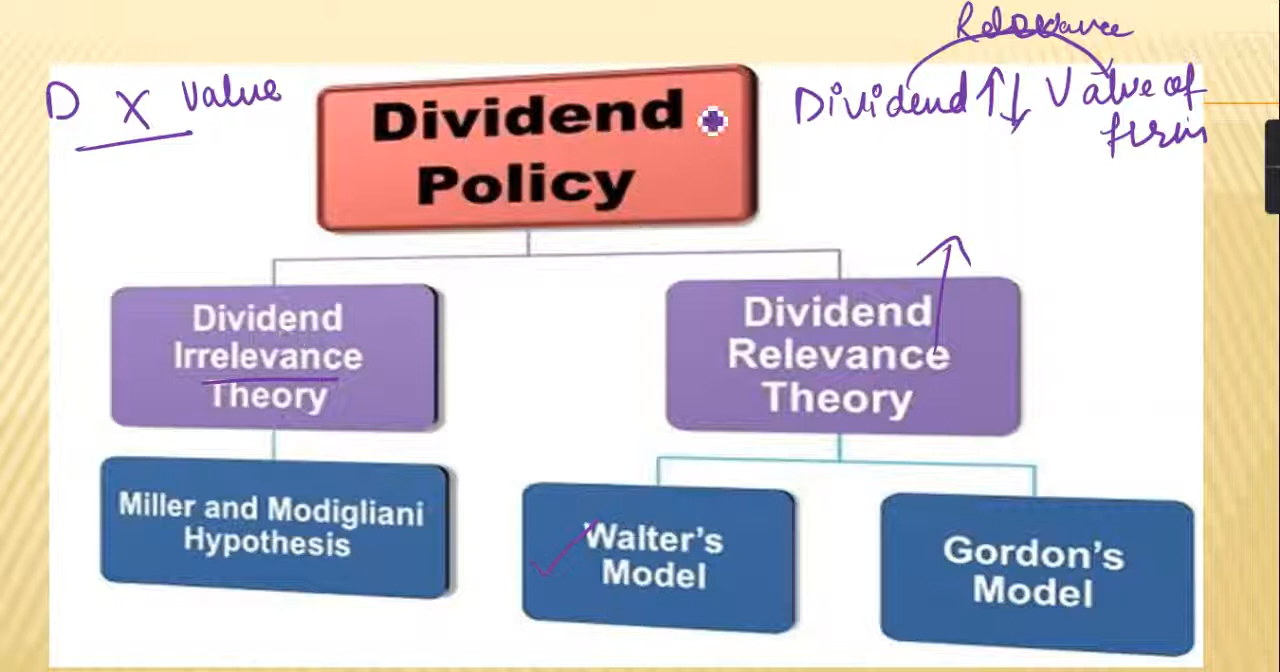 Relevance
D X Value
Dividend ↑↓ Value of
firm
Dividend
Policy
Dividend
Irrelevance
Theory
Dividend
Relevance
Theory
Miller and Modigliani
Hypothesis
Walter's
Model
Gordon's
Model